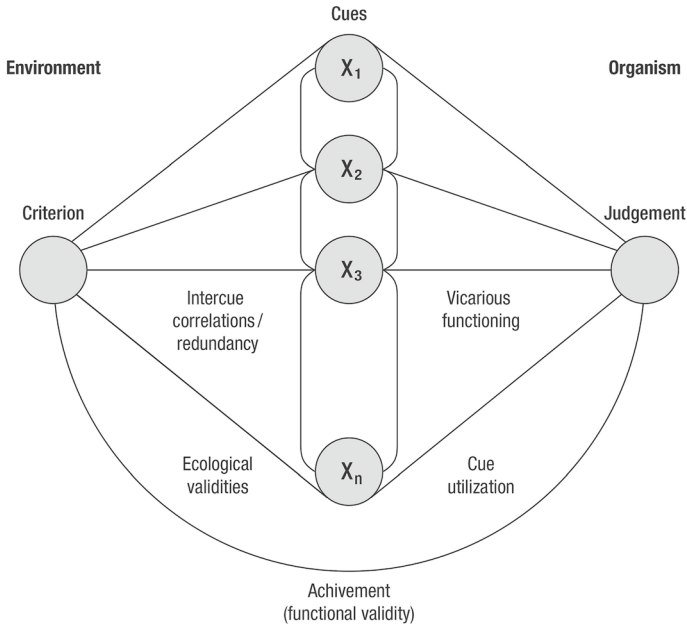 Cues
Environment
Organism
X1
X2
Criterion
Judgement
X3
Intercue
correlations/
redundancy
Vicarious
functioning
Ecological
validities
Xn
Cue
utilization
Achivement
(functional validity)